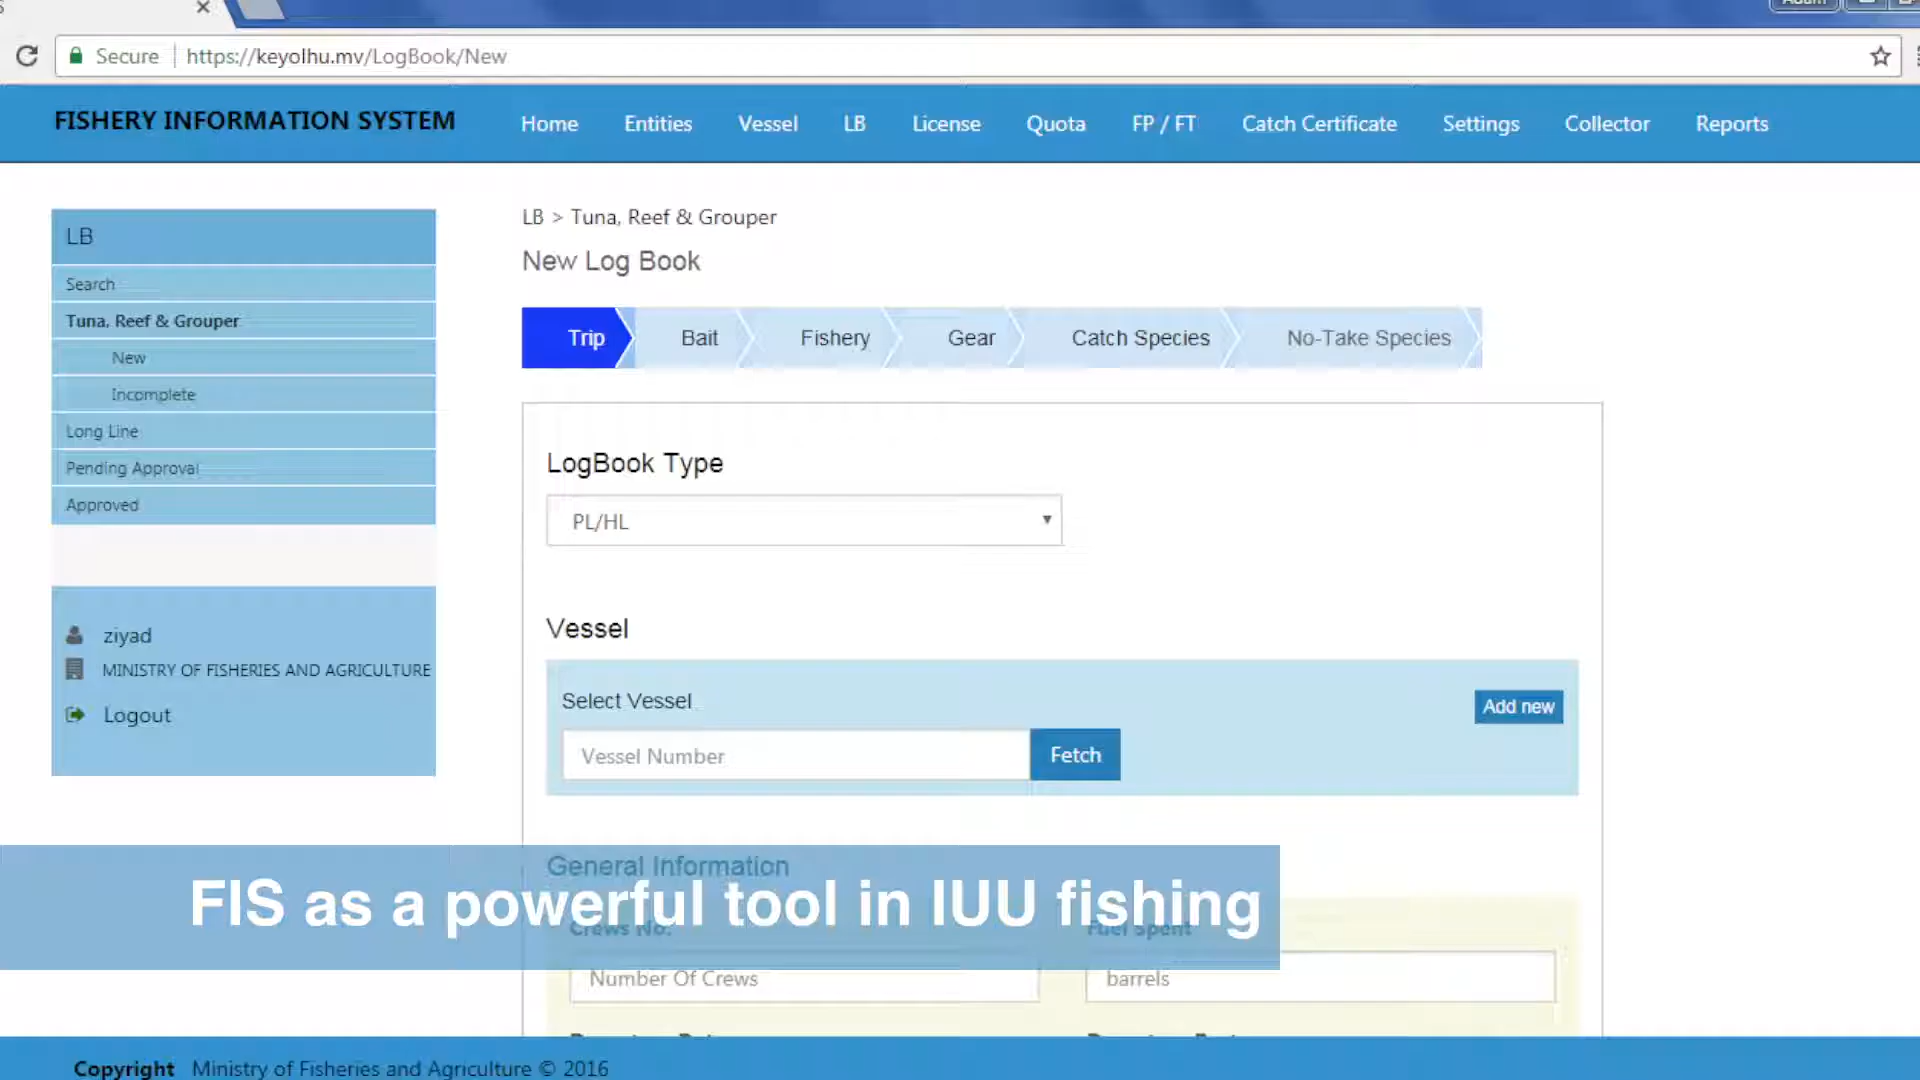 Secure https://keyolhu.mv/LogBook/New
FISHERY INFORMATION SYSTEM
Home Entities Vessel LB License Quota FP / FT Catch Certificate Settings Collector Reports
LB
Search
Tuna, Reef & Grouper
New
Incomplete
Long Line
Pending Approval
Approved
ziyad
MINISTRY OF FISHERIES AND AGRICULTURE
Logout
LB > Tuna, Reef & Grouper
New Log Book
Trip Bait Fishery Gear Catch Species No-Take Species
LogBook Type
PL/HL
Vessel
Select Vessel
Add new
Vessel Number Fetch
General Information
FIS as a powerful tool in IUU fishing
Crews No. Fuel Spent
Number Of Crews barrels
Copyright Ministry of Fisheries and Agriculture © 2016